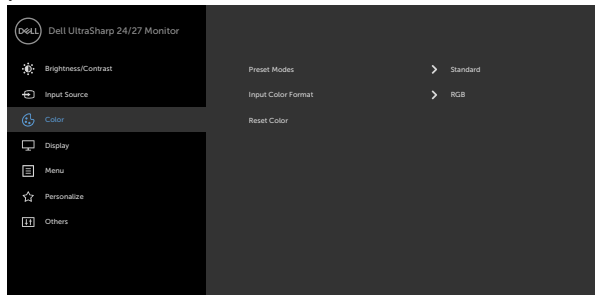 DELL Dell UltraSharp 24/27 Monitor
Brightness/Contrast
Input Source
Color
Display
Menu
Personalize
Others
Preset Modes Standard
Input Color Format RGB
Reset Color